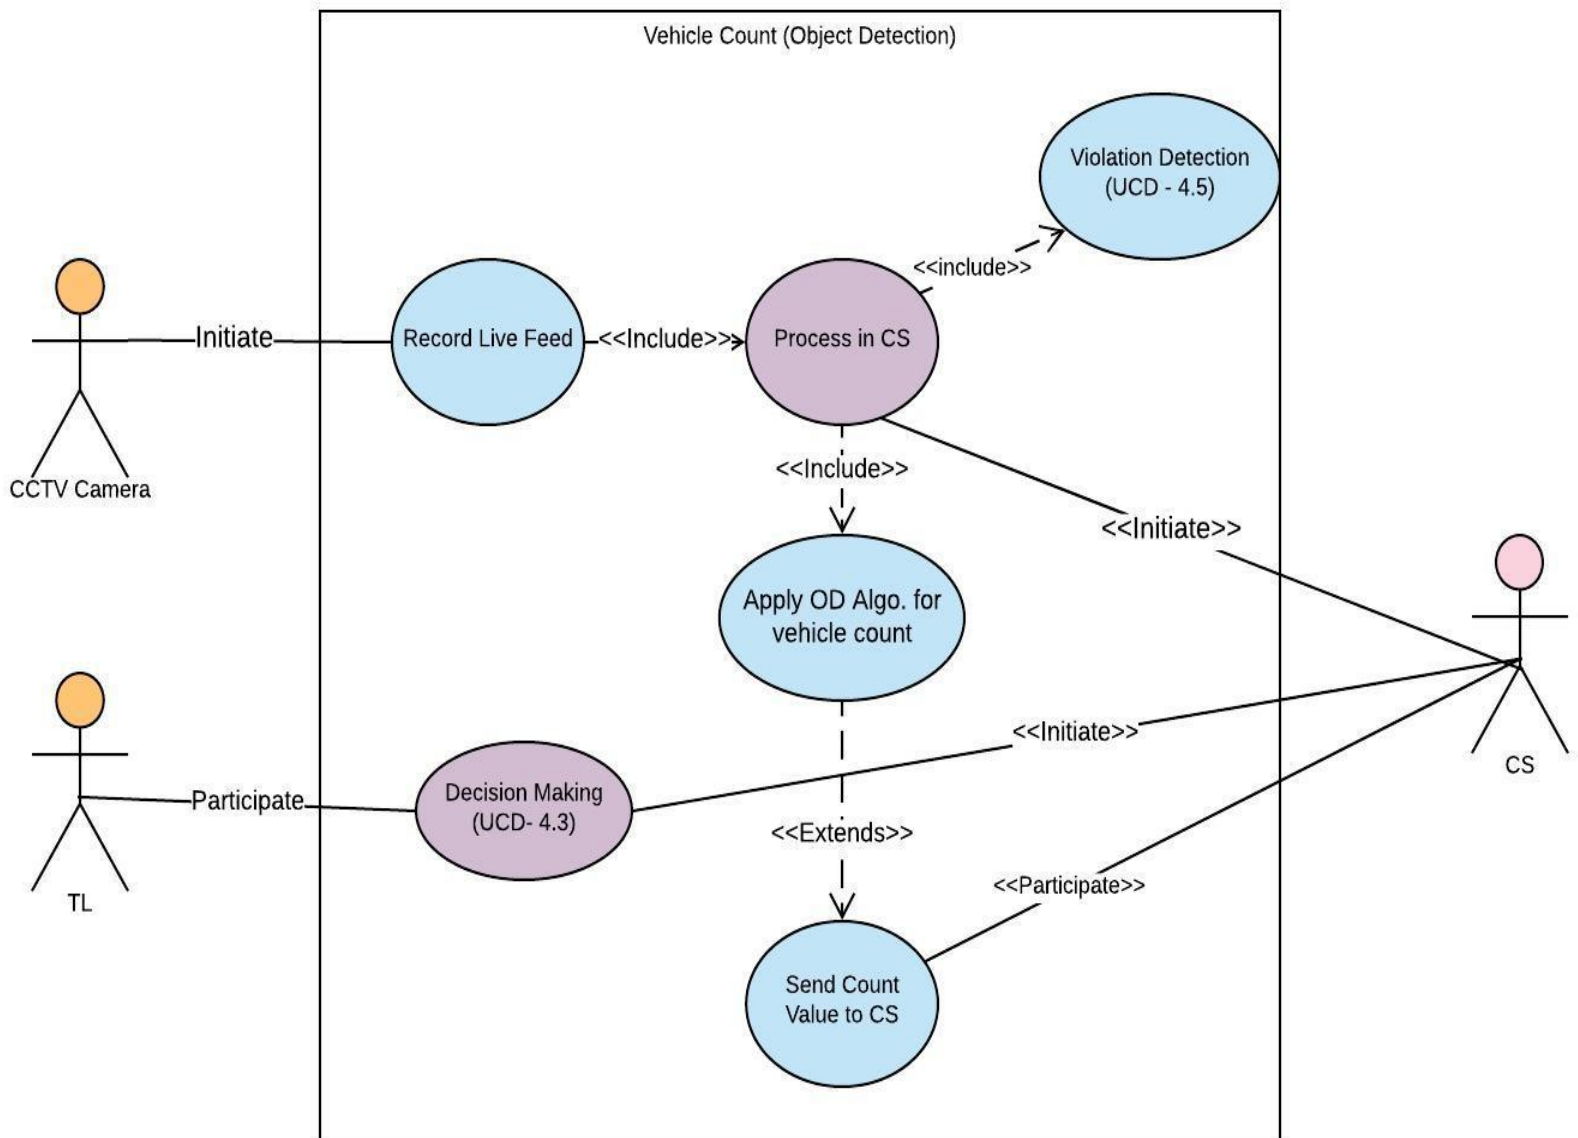 Vehicle Count (Object Detection)
Violation Detection
(UCD - 4.5)
<<include>>
Initiate
Record Live Feed
<<Include>>
Process in CS
CCTV Camera
<<Include>>
<<Initiate>>
Apply OD Algo. for
vehicle count
<<Initiate>>
CS
Participate
Decision Making
(UCD- 4.3)
<<Extends>>
TL
<<Participate>>
Send Count
Value to CS